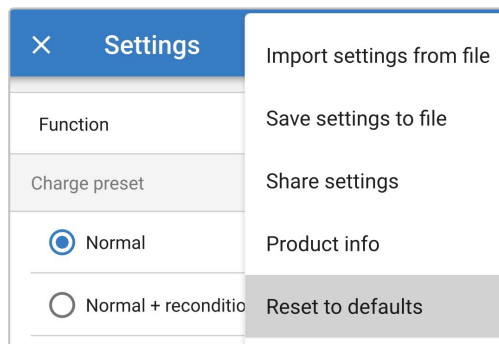 Settings
Import settings from file
Function
Save settings to file
Charge preset
Share settings
Normal
Product info
Normal + reconditio
Reset to defaults